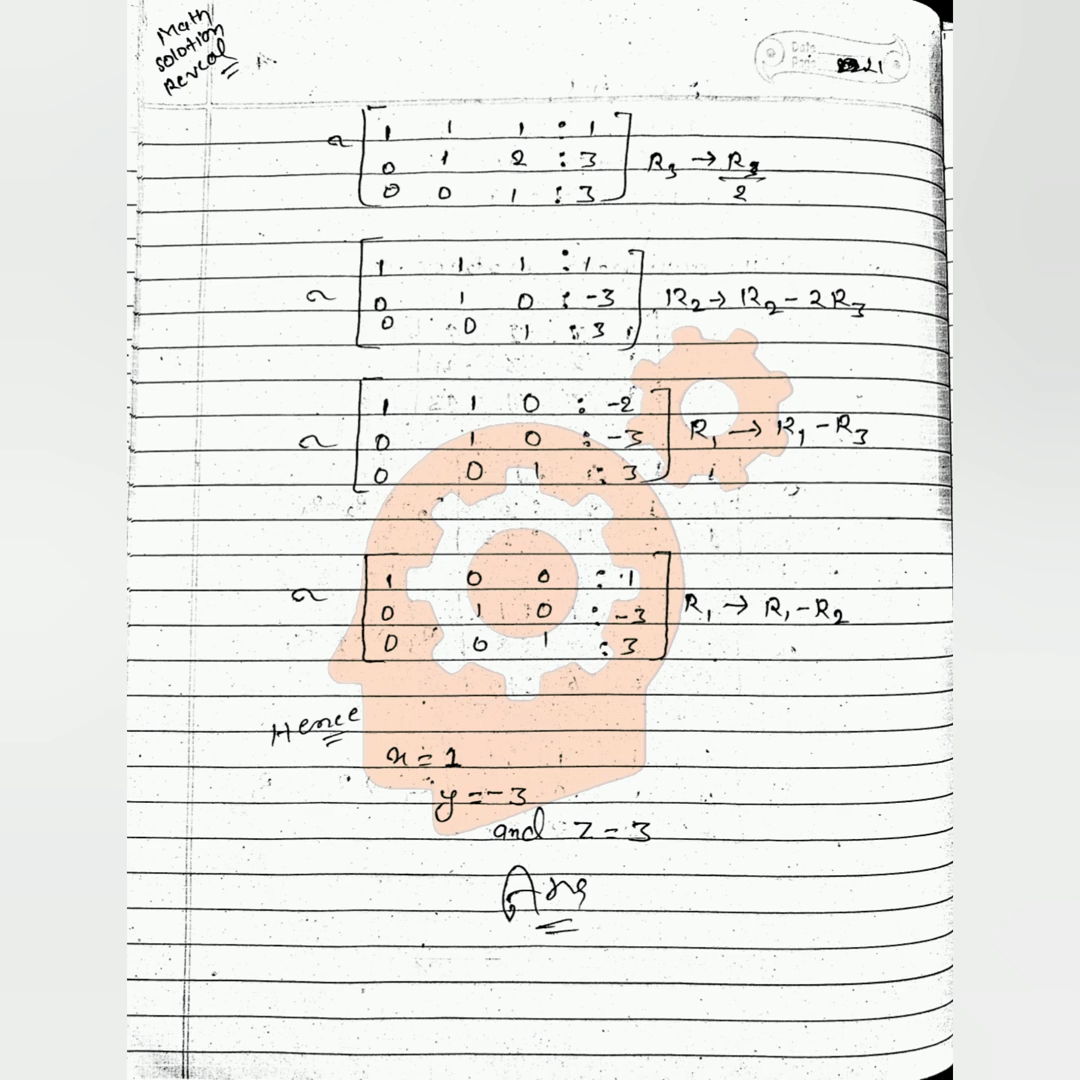 Math
solution
Reveal
Date
Page
21
~ [ 1 1 1 : 1
0 1 2 : 3
0 0 1 : 3 ] R₃ → R₃/2
~ [ 1 1 1 : 1
0 1 0 : -3
0 0 1 : 3 ] R₂ → R₂ - 2R₃
~ [ 1 1 0 : -2
0 1 0 : -3
0 0 1 : 3 ] R₁ → R₁ - R₃
~ [ 1 0 0 : 1
0 1 0 : -3
0 0 1 : 3 ] R₁ → R₁ - R₂
Hence
x = 1
y = -3
and z = 3
Ans